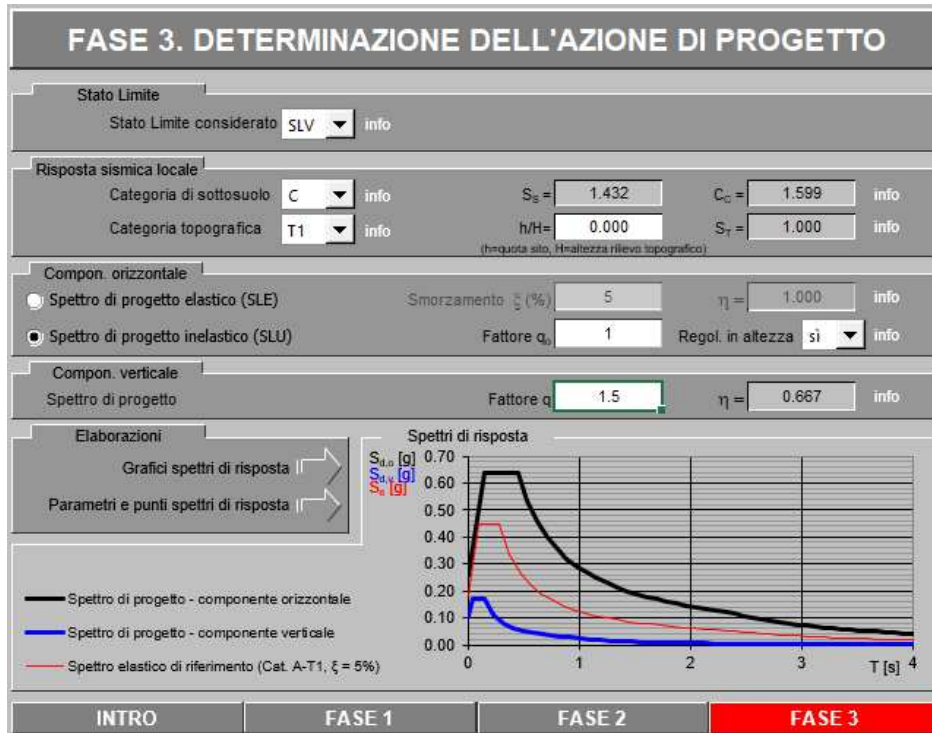 FASE 3. DETERMINAZIONE DELL'AZIONE DI PROGETTO
Stato Limite
Stato Limite considerato SLV info
Risposta sismica locale
Categoria di sottosuolo C info S_S = 1.432 C_C = 1.599 info
Categoria topografica T1 info h/H= 0.000 S_T = 1.000 info
(h=quota sito, H=altezza rilievo topografico)
Compon. orizzontale
Spettro di progetto elastico (SLE) Smorzamento ξ (%) 5 η = 1.000 info
Spettro di progetto inelastico (SLU) Fattore q_o 1 Regol. in altezza sì info
Compon. verticale
Spettro di progetto Fattore q 1.5 η = 0.667 info
Elaborazioni
Grafici spettri di risposta
Parametri e punti spettri di risposta
Spettri di risposta
S_d,o [g]
S_d,v [g]
S_e [g]
0.70
0.60
0.50
0.40
0.30
0.20
0.10
0.00
0 1 2 3 T [s] 4
Spettro di progetto - componente orizzontale
Spettro di progetto - componente verticale
Spettro elastico di riferimento (Cat. A-T1, ξ = 5%)
INTRO FASE 1 FASE 2 FASE 3